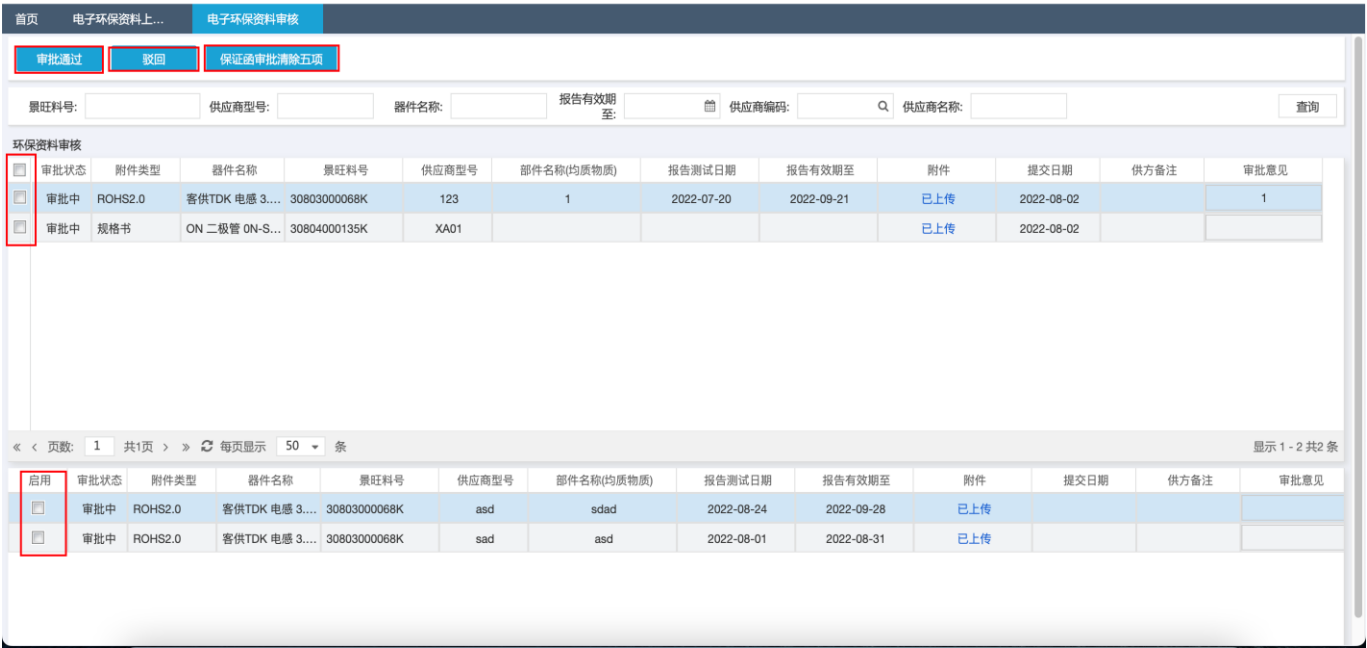 首页 电子环保资料上... 电子环保资料审核
审批通过 驳回 保证函审批清除五项
景旺料号: 供应商型号: 器件名称: 报告有效期至: 供应商编码: 供应商名称: 查询
环保资料审核
审批状态 附件类型 器件名称 景旺料号 供应商型号 部件名称(均质物质) 报告测试日期 报告有效期至 附件 提交日期 供方备注 审批意见
审批中 ROHS2.0 客供TDK 电感 3.... 30803000068K 123 1 2022-07-20 2022-09-21 已上传 2022-08-02 1
审批中 规格书 ON 二极管 0N-S... 30804000135K XA01 已上传 2022-08-02
« ‹ 页数: 1 共1页 › » 每页显示 50 条 显示 1 - 2 共2 条
启用 审批状态 附件类型 器件名称 景旺料号 供应商型号 部件名称(均质物质) 报告测试日期 报告有效期至 附件 提交日期 供方备注 审批意见
审批中 ROHS2.0 客供TDK 电感 3.... 30803000068K asd sdad 2022-08-24 2022-09-28 已上传
审批中 ROHS2.0 客供TDK 电感 3.... 30803000068K sad asd 2022-08-01 2022-08-31 已上传